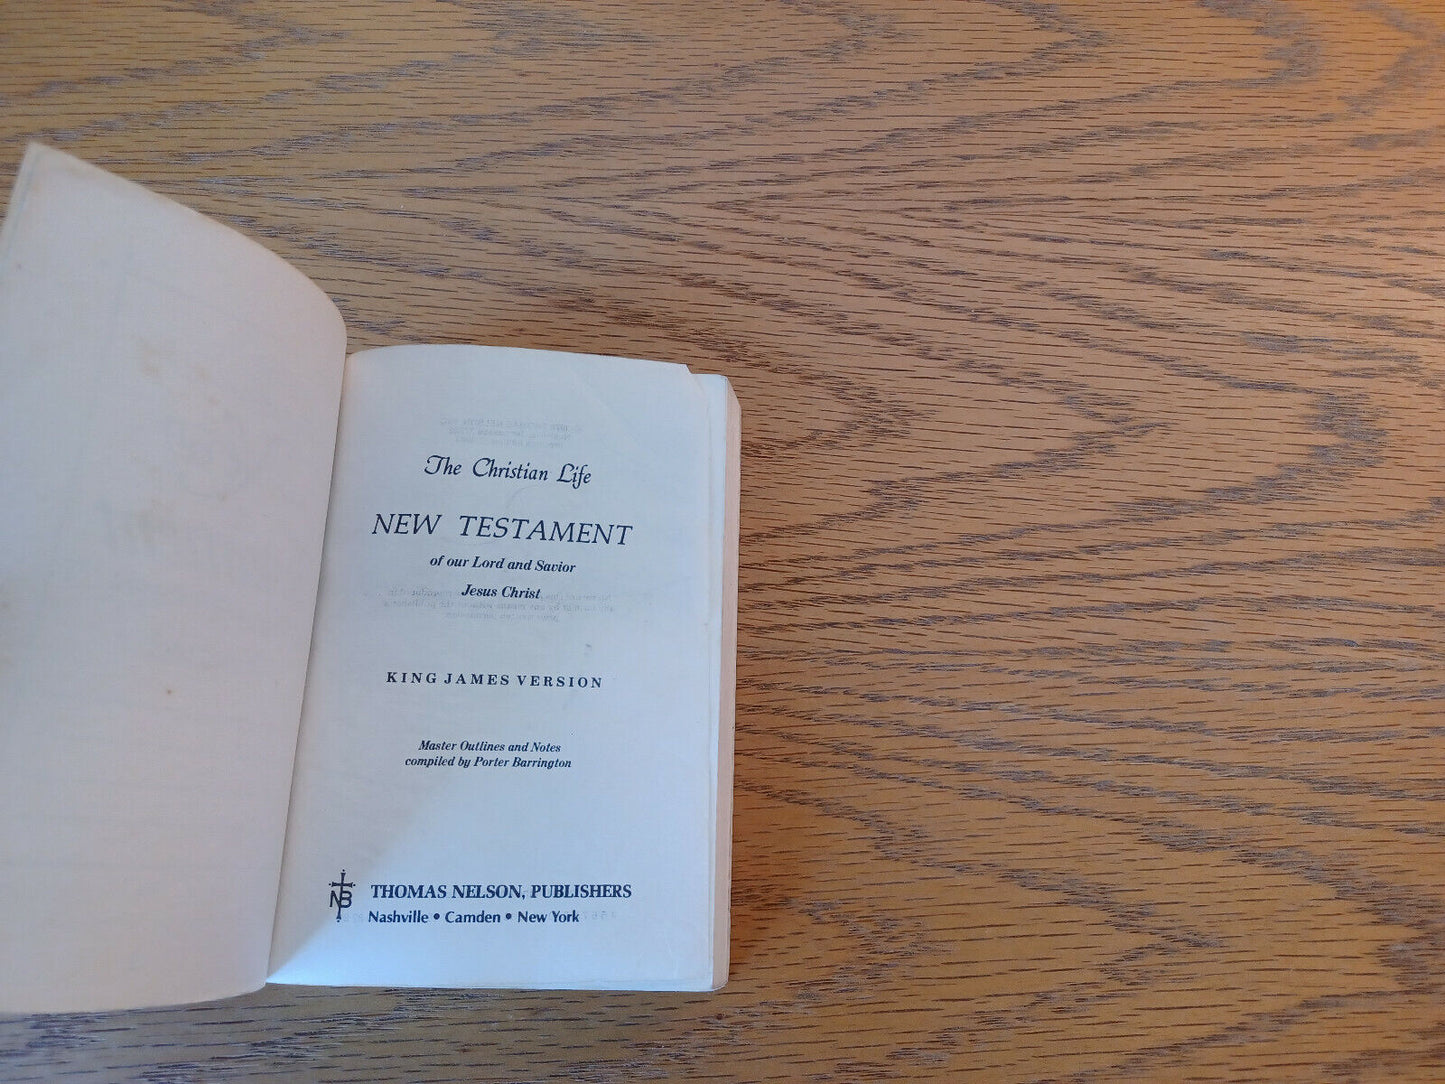 The Christian Life
NEW TESTAMENT
of our Lord and Savior
Jesus Christ
KING JAMES VERSION
Master Outlines and Notes
compiled by Porter Barrington
NB
THOMAS NELSON, PUBLISHERS
Nashville • Camden • New York